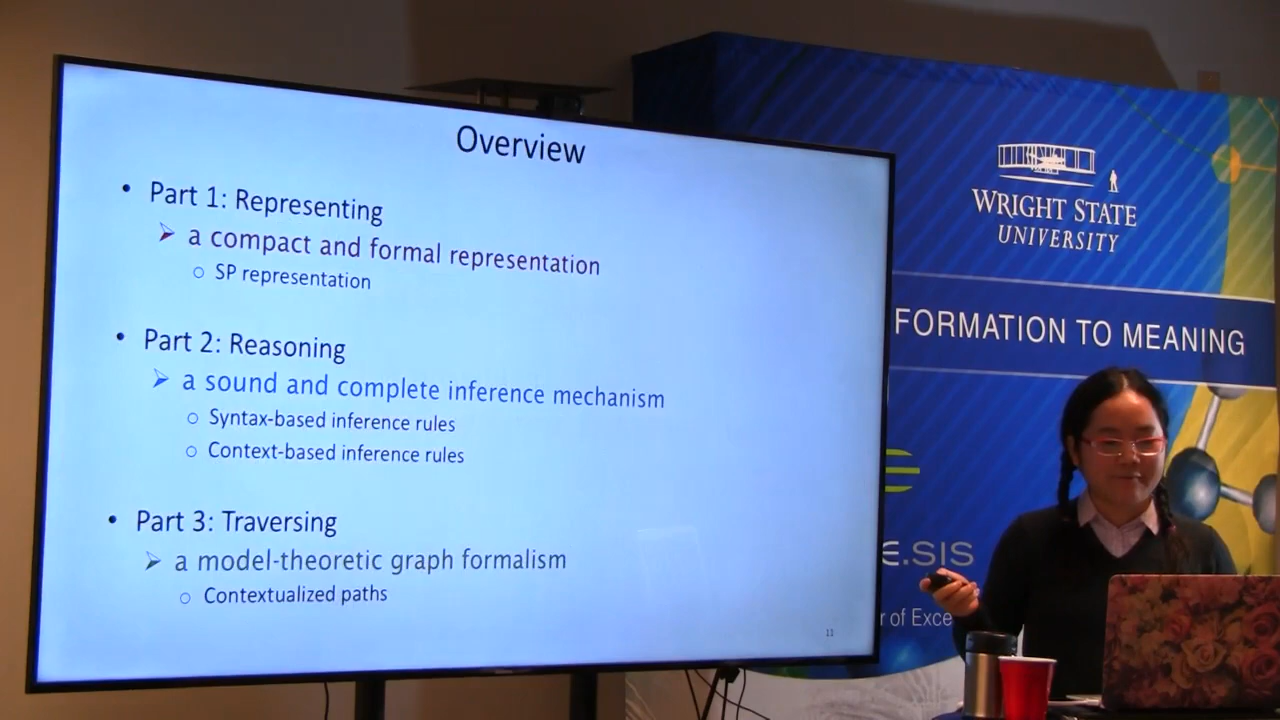 Overview
• Part 1: Representing
➢ a compact and formal representation
○ SP representation
• Part 2: Reasoning
➢ a sound and complete inference mechanism
○ Syntax-based inference rules
○ Context-based inference rules
• Part 3: Traversing
➢ a model-theoretic graph formalism
○ Contextualized paths
11
WRIGHT STATE
UNIVERSITY
FORMATION TO MEANING
E.SIS
r of Exce